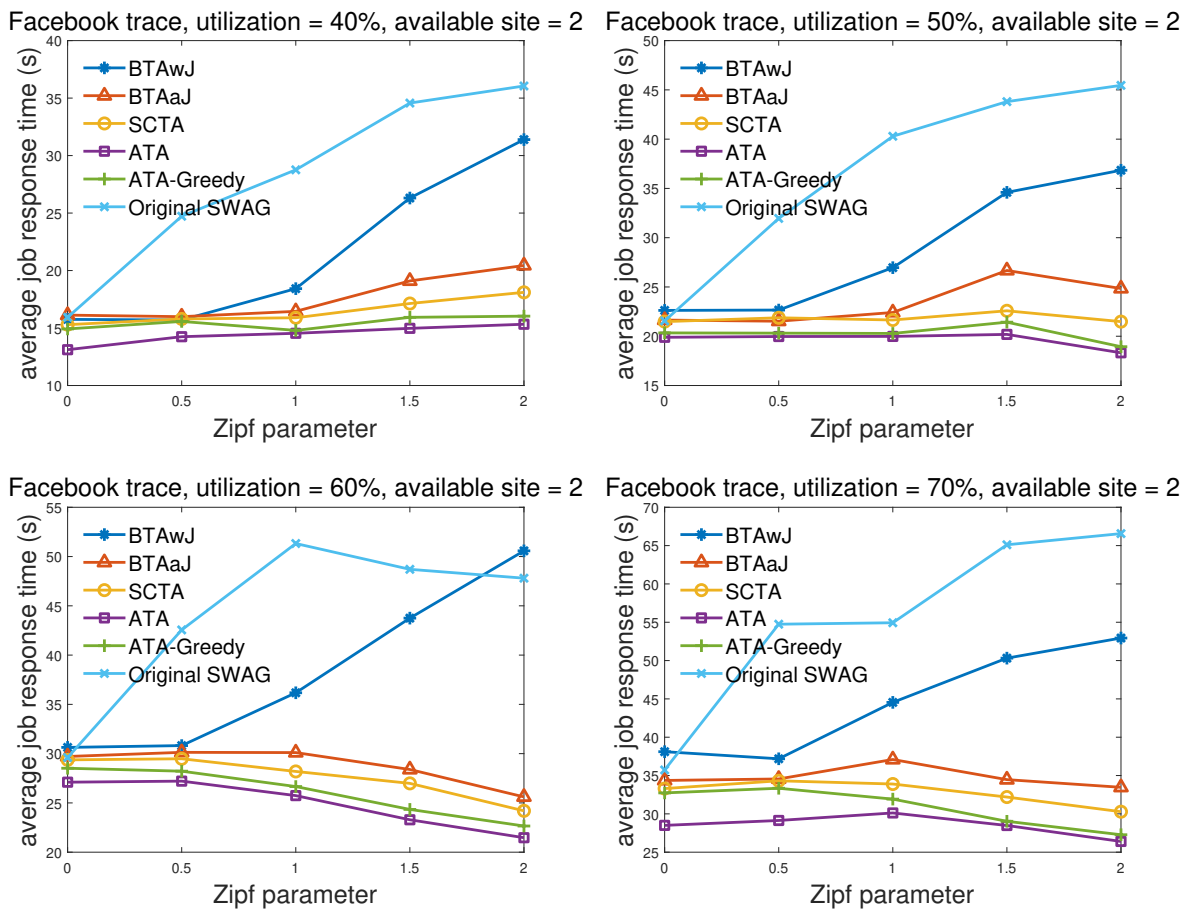 Facebook trace, utilization = 40%, available site = 2
average job response time (s)
40
35
30
25
20
15
10
BTAwJ
BTAaJ
SCTA
ATA
ATA-Greedy
Original SWAG
0 0.5 1 1.5 2
Zipf parameter
Facebook trace, utilization = 50%, available site = 2
average job response time (s)
50
45
40
35
30
25
20
15
BTAwJ
BTAaJ
SCTA
ATA
ATA-Greedy
Original SWAG
0 0.5 1 1.5 2
Zipf parameter
Facebook trace, utilization = 60%, available site = 2
average job response time (s)
55
50
45
40
35
30
25
20
BTAwJ
BTAaJ
SCTA
ATA
ATA-Greedy
Original SWAG
0 0.5 1 1.5 2
Zipf parameter
Facebook trace, utilization = 70%, available site = 2
average job response time (s)
70
65
60
55
50
45
40
35
30
25
BTAwJ
BTAaJ
SCTA
ATA
ATA-Greedy
Original SWAG
0 0.5 1 1.5 2
Zipf parameter